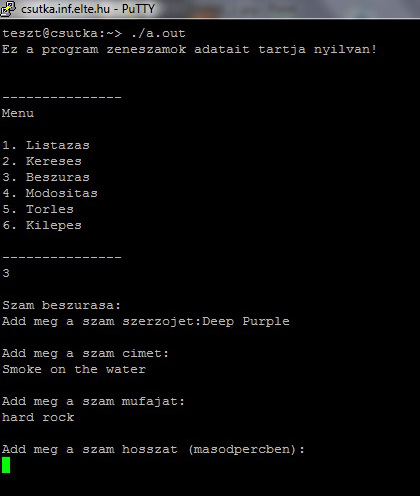 csutka.inf.elte.hu - PuTTY
teszt@csutka:~> ./a.out
Ez a program zeneszamok adatait tartja nyilvan!
---------------
Menu
1. Listazas
2. Kereses
3. Beszuras
4. Modositas
5. Torles
6. Kilepes
---------------
3
Szam beszurasa:
Add meg a szam szerzojet:Deep Purple
Add meg a szam cimet:
Smoke on the water
Add meg a szam mufajat:
hard rock
Add meg a szam hosszat (masodpercben):